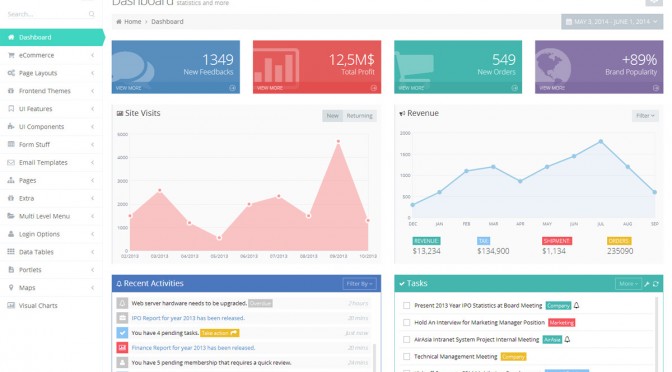 Dashboard statistics and more
Search...
Home > Dashboard
MAY 3, 2014 - JUNE 1, 2014
Dashboard
eCommerce
Page Layouts
Frontend Themes
UI Features
UI Components
Form Stuff
Email Templates
Pages
Extra
Multi Level Menu
Login Options
Data Tables
Portlets
Maps
Visual Charts
1349
New Feedbacks
VIEW MORE
12,5M$
Total Profit
VIEW MORE
549
New Orders
VIEW MORE
+89%
Brand Popularity
VIEW MORE
Site Visits
New Returning
5000
4000
3000
2000
1000
0
02/2013 03/2013 04/2013 05/2013 06/2013 07/2013 08/2013 09/2013 10/2013
Revenue
Filter
2000
1500
1000
500
0
DEC JAN FEB MAR APR MAY JUN JUL AUG SEP
REVENUE: TAX: SHIPMENT: ORDERS:
$13,234 $134,900 $1,134 235090
Recent Activities
Filter By
Web server hardware needs to be upgraded. Overdue
IPO Report for year 2013 has been released.
You have 4 pending tasks. Take action Just now
Finance Report for year 2013 has been released.
You have 5 pending membership that requires a quick review.
Tasks
More
Present 2013 Year IPO Statistics at Board Meeting Company
Hold An Interview for Marketing Manager Position Marketing
AirAsia Intranet System Project Internal Meeting AirAsia
Technical Management Meeting Company